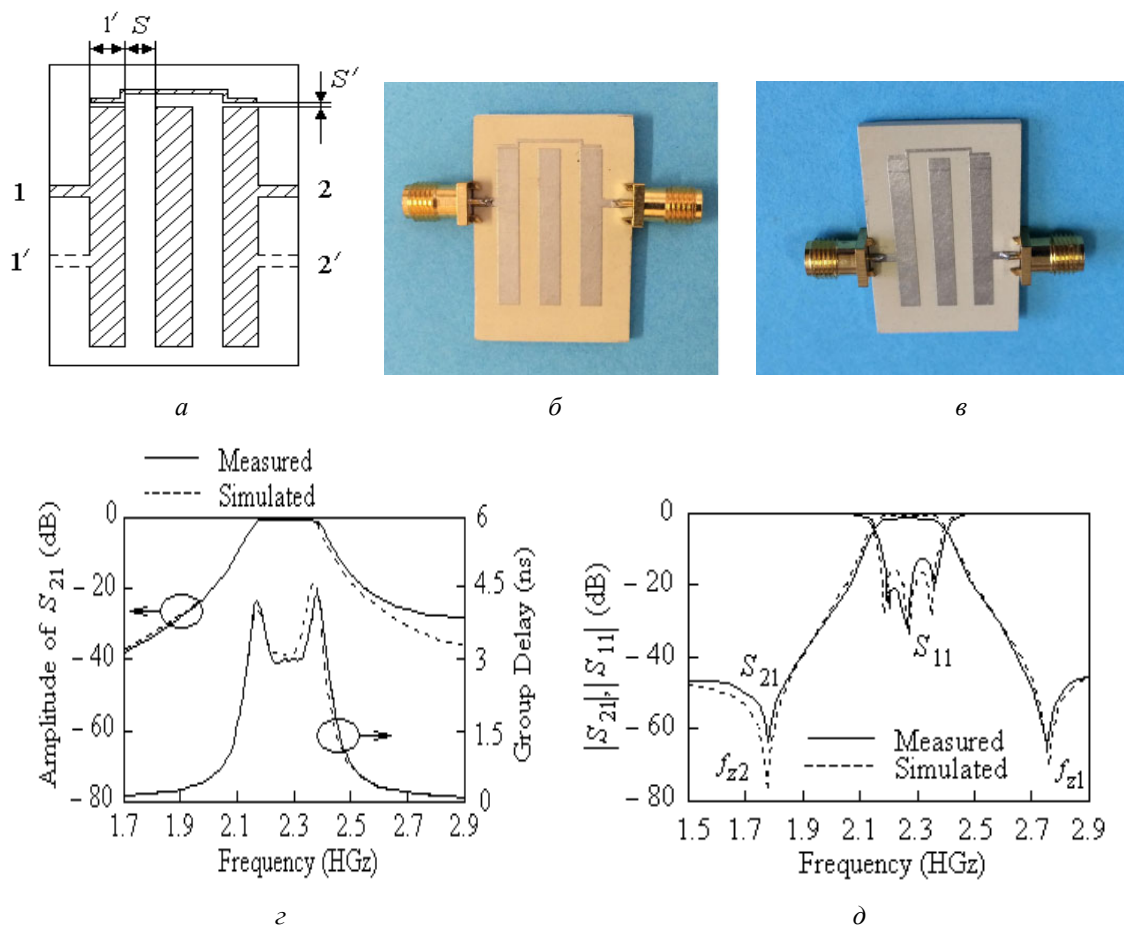 1′ S
S′
1 2
1′ 2′
а б в
Measured
Simulated
Amplitude of S21 (dB)
0
– 20
– 40
– 60
– 80
6
4.5
3
1.5
0
Group Delay (ns)
1.7 1.9 2.1 2.3 2.5 2.7 2.9
Frequency (HGz)
г
|S21|,|S11| (dB)
0
– 20
– 40
– 60
– 80
S21
S11
Measured
Simulated
fz2
fz1
1.5 1.7 1.9 2.1 2.3 2.5 2.7 2.9
Frequency (HGz)
д